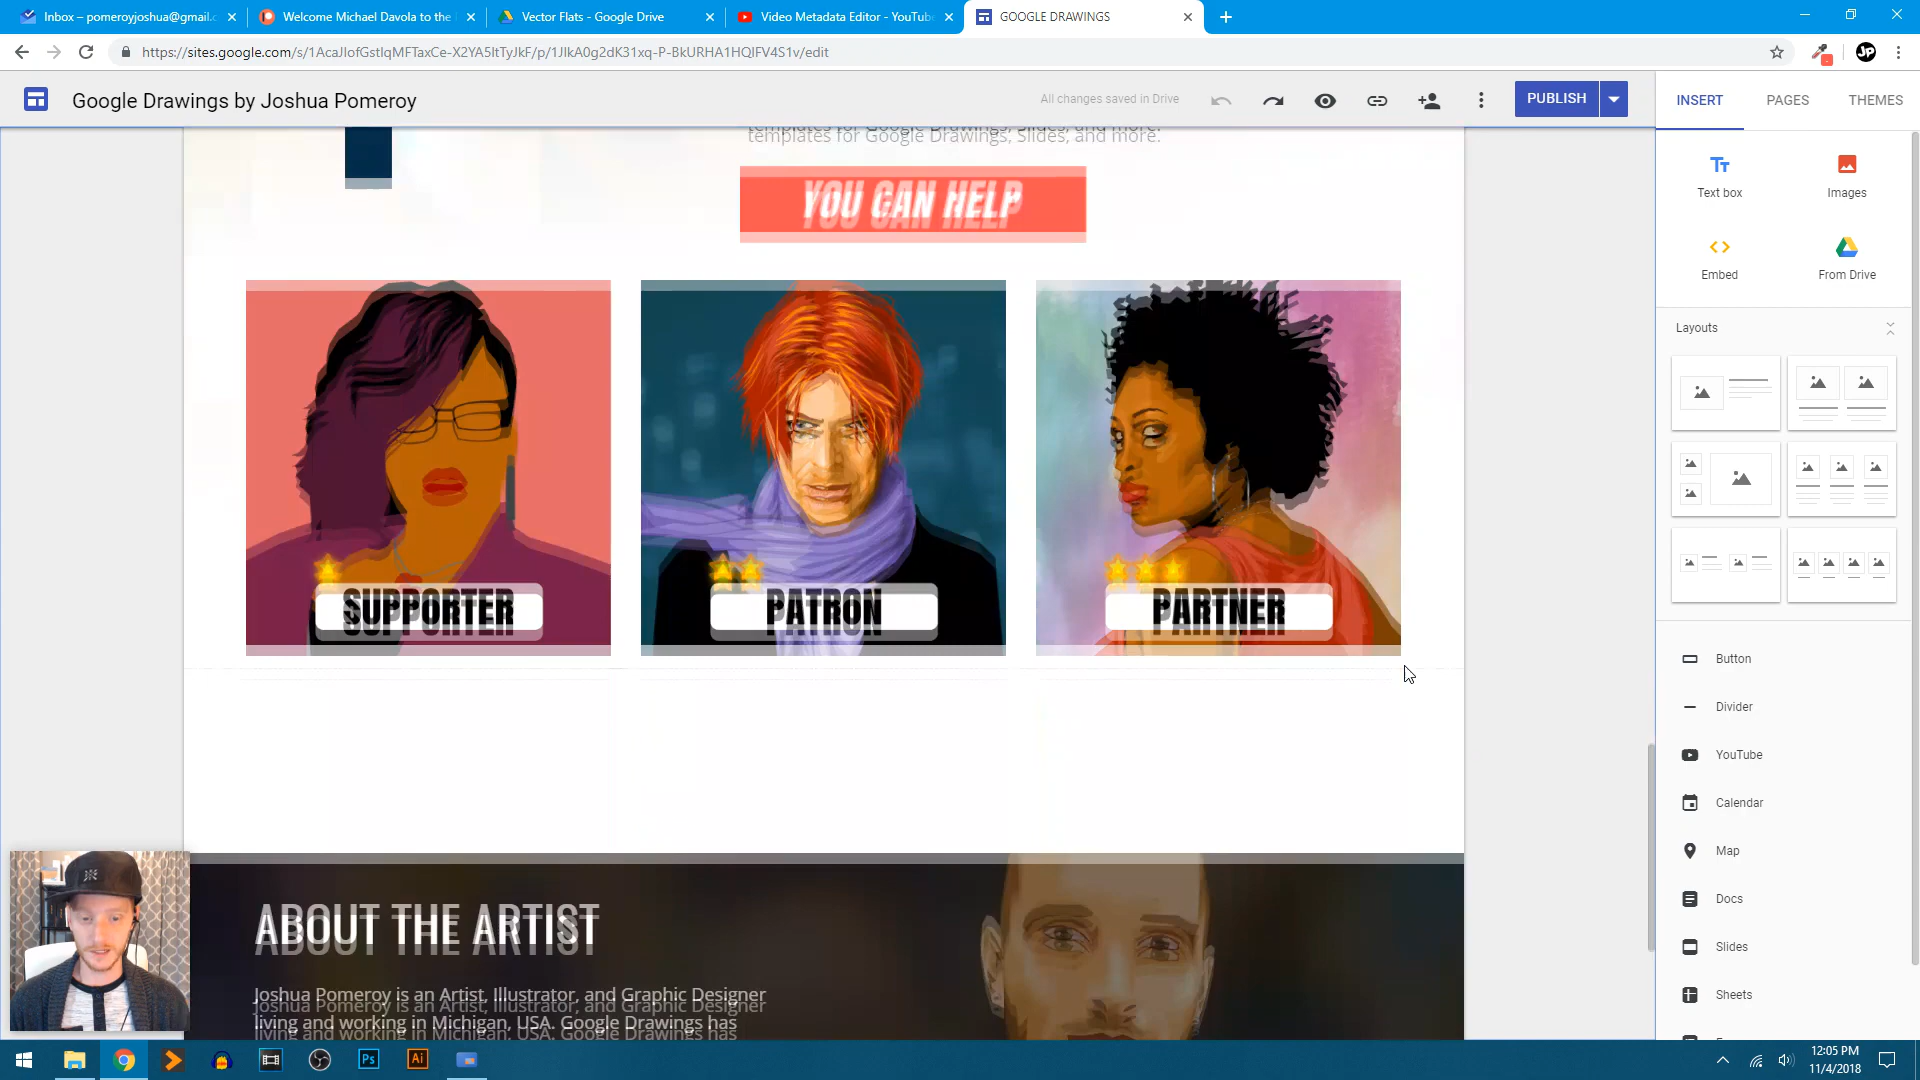 Inbox – pomeroyjoshua@gmail.c
Welcome Michael Davola to the
Vector Flats - Google Drive
Video Metadata Editor - YouTube
GOOGLE DRAWINGS
https://sites.google.com/s/1AcaJlofGstlqMFTaxCe-X2YA5ltTyJkF/p/1JlkA0g2dK31xq-P-BkURHA1HQIFV4S1v/edit
JP
Google Drawings by Joshua Pomeroy
All changes saved in Drive
PUBLISH
INSERT
PAGES
THEMES
templates for Google Drawings, Slides, and more.
YOU CAN HELP
SUPPORTER
PATRON
PARTNER
ABOUT THE ARTIST
Joshua Pomeroy is an Artist, Illustrator, and Graphic Designer
living and working in Michigan, USA. Google Drawings has
Text box
Images
Embed
From Drive
Layouts
Button
Divider
YouTube
Calendar
Map
Docs
Slides
Sheets
Ps
Ai
12:05 PM
11/4/2018